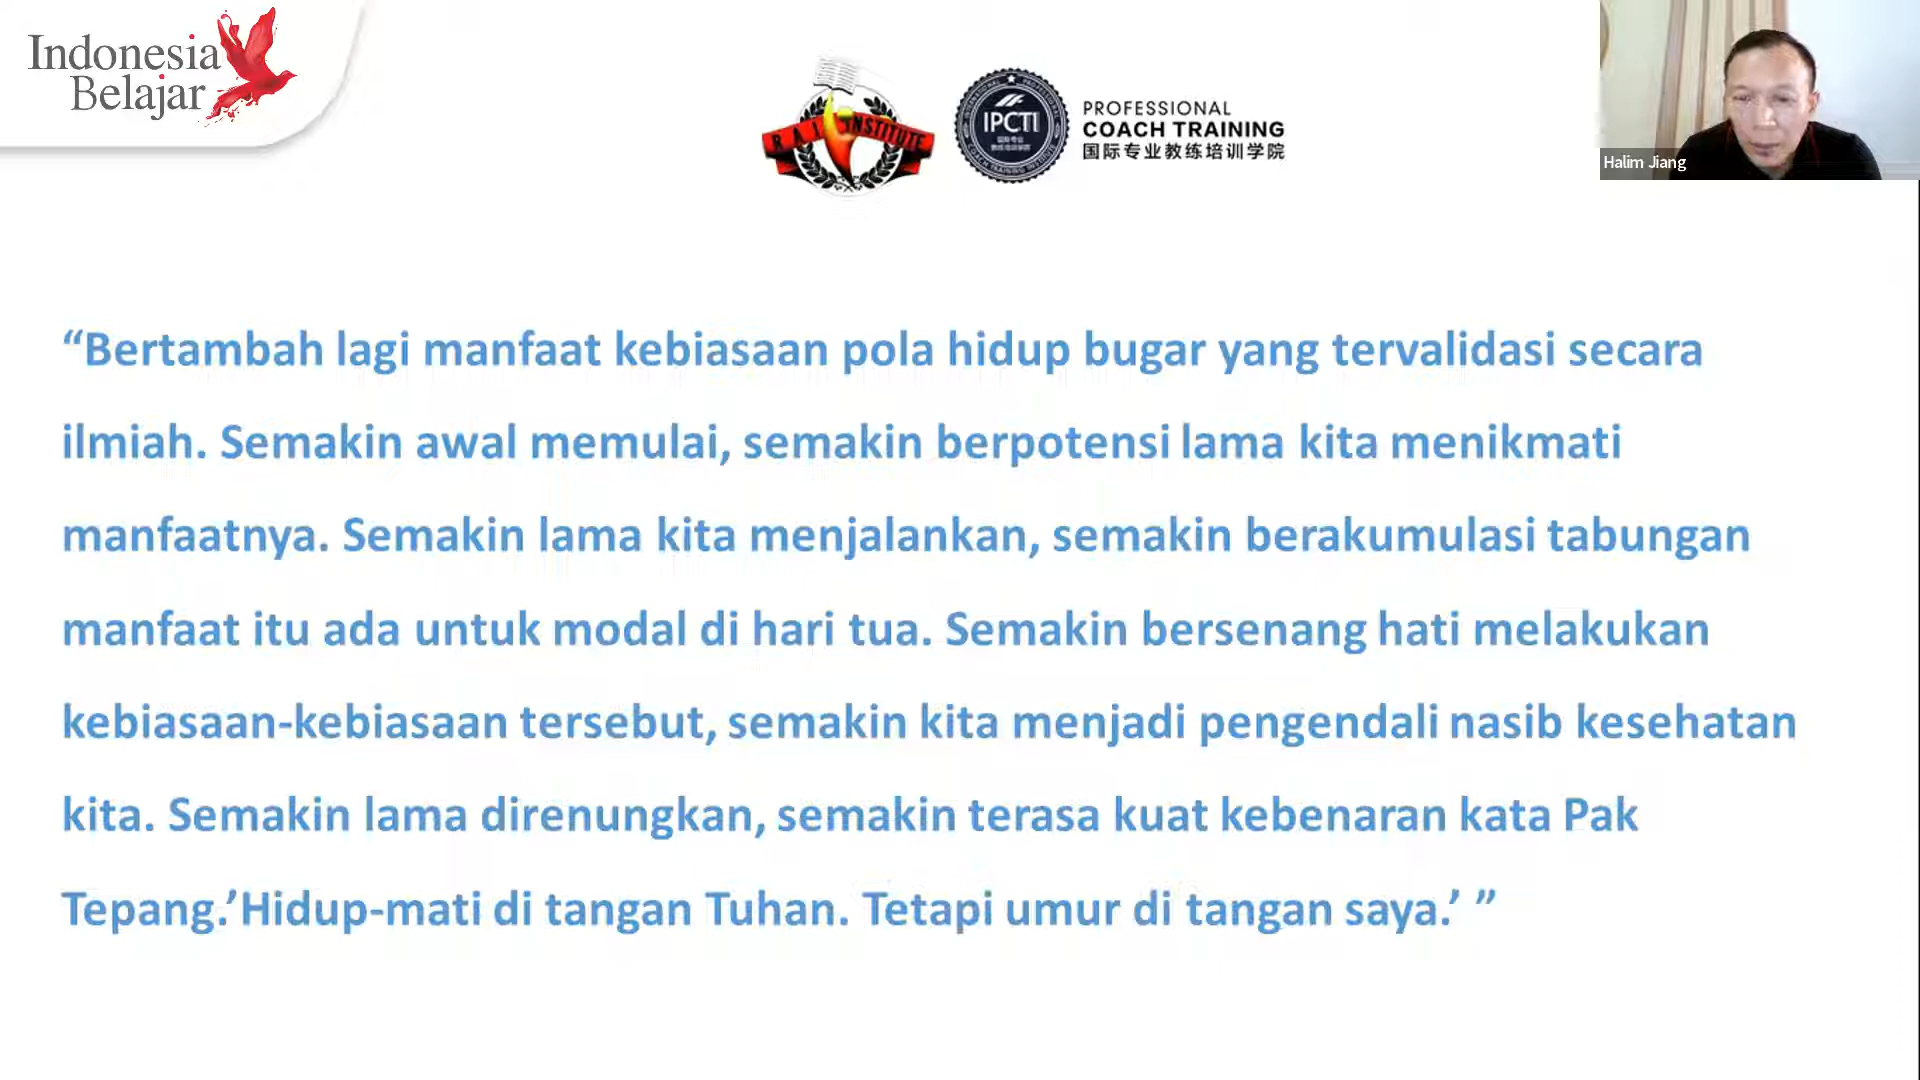 Indonesia
Belajar
RAI INSTITUTE
IPCTI
PROFESSIONAL
COACH TRAINING
国际专业教练培训学院
Halim Jiang
“Bertambah lagi manfaat kebiasaan pola hidup bugar yang tervalidasi secara
ilmiah. Semakin awal memulai, semakin berpotensi lama kita menikmati
manfaatnya. Semakin lama kita menjalankan, semakin berakumulasi tabungan
manfaat itu ada untuk modal di hari tua. Semakin bersenang hati melakukan
kebiasaan-kebiasaan tersebut, semakin kita menjadi pengendali nasib kesehatan
kita. Semakin lama direnungkan, semakin terasa kuat kebenaran kata Pak
Tepang.’Hidup-mati di tangan Tuhan. Tetapi umur di tangan saya.’ ”